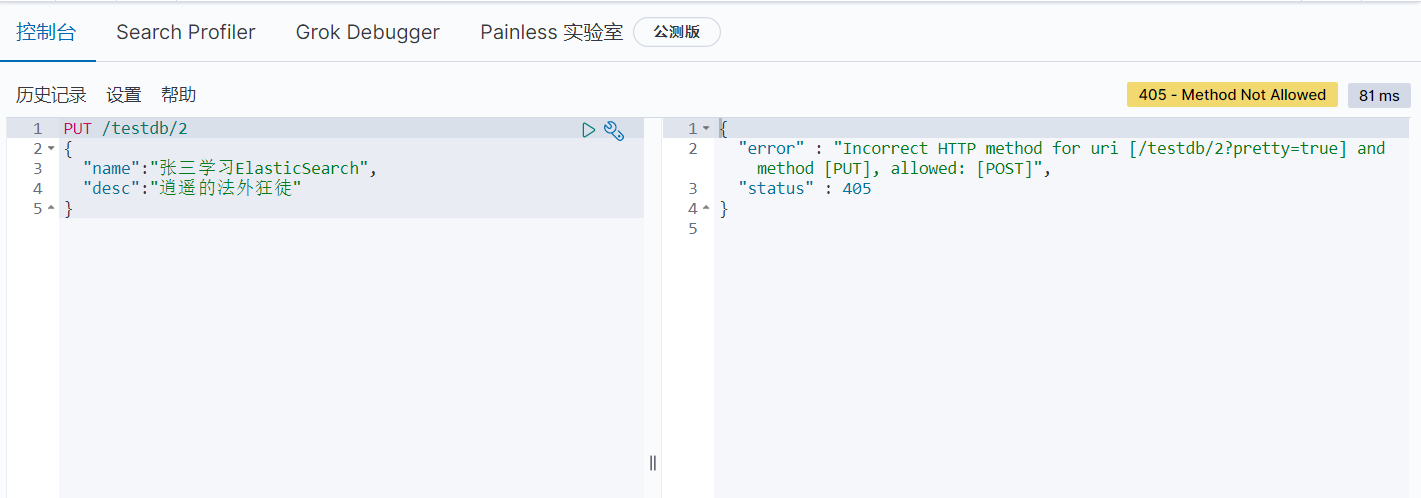 控制台 Search Profiler Grok Debugger Painless 实验室 公测版
历史记录 设置 帮助 405 - Method Not Allowed 81 ms
1 PUT /testdb/2
2 {
3 "name":"张三学习ElasticSearch",
4 "desc":"逍遥的法外狂徒"
5 }
1 {
2 "error" : "Incorrect HTTP method for uri [/testdb/2?pretty=true] and
method [PUT], allowed: [POST]",
3 "status" : 405
4 }
5